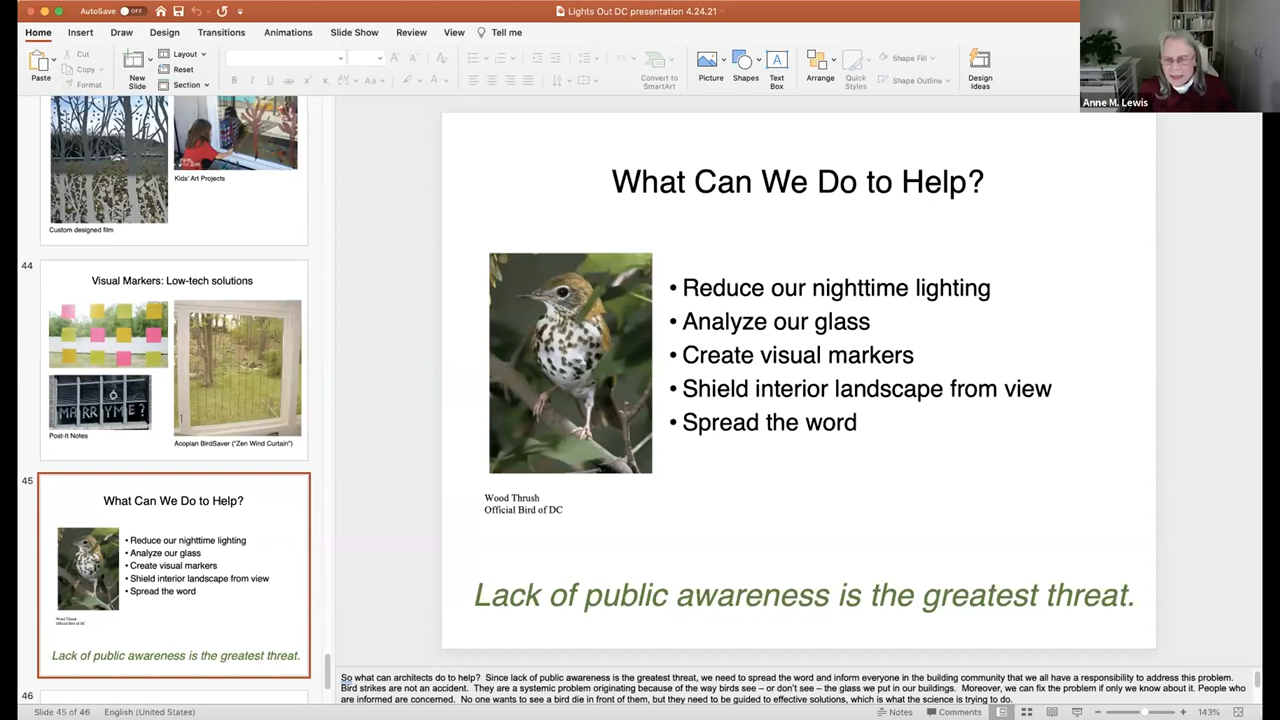 AutoSave OFF
Lights Out DC presentation 4.24.21
Home Insert Draw Design Transitions Animations Slide Show Review View Tell me
Paste
Cut
Copy
Format
New Slide
Layout
Reset
Section
Convert to SmartArt
Picture
Shapes
Text Box
Arrange
Quick Styles
Shape Fill
Shape Outline
Design Ideas
Anne M. Lewis
Kids' Art Projects
Custom designed film
44
Visual Markers: Low-tech solutions
MARRY ME?
Post-It Notes
Acopian BirdSaver ("Zen Wind Curtain")
45
What Can We Do to Help?
• Reduce our nighttime lighting
• Analyze our glass
• Create visual markers
• Shield interior landscape from view
• Spread the word
Wood Thrush
Official Bird of DC
Lack of public awareness is the greatest threat.
46
What Can We Do to Help?
• Reduce our nighttime lighting
• Analyze our glass
• Create visual markers
• Shield interior landscape from view
• Spread the word
Wood Thrush
Official Bird of DC
Lack of public awareness is the greatest threat.
So what can architects do to help? Since lack of public awareness is the greatest threat, we need to spread the word and inform everyone in the building community that we all have a responsibility to address this problem.
Bird strikes are not an accident. They are a systemic problem originating because of the way birds see – or don't see – the glass we put in our buildings. Moreover, we can fix the problem if only we know about it. People who
are informed are concerned. No one wants to see a bird die in front of them, but they need to be guided to effective solutions, which is what the science is trying to do.
Slide 45 of 46 English (United States) Notes Comments 143%